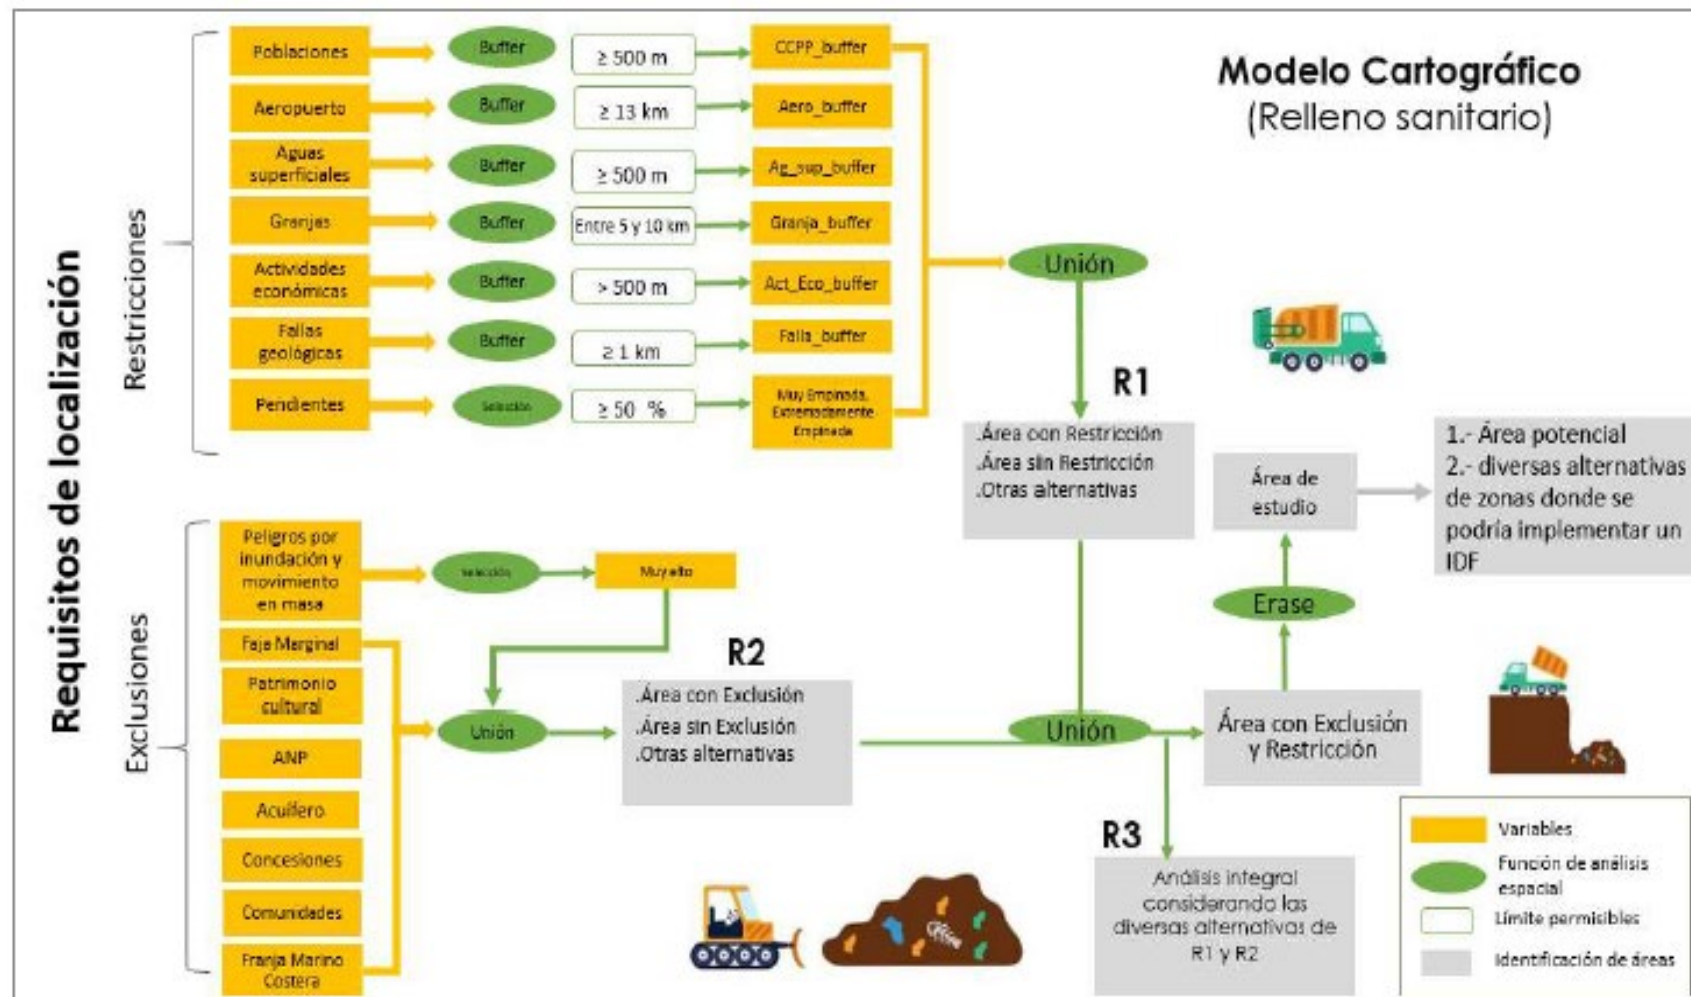 Modelo Cartográfico
(Relleno sanitario)
Requisitos de localización
Restricciones
Poblaciones
Buffer
≥ 500 m
CCPP_buffer
Aeropuerto
Buffer
≥ 13 km
Aero_buffer
Aguas
superficiales
Buffer
≥ 500 m
Ag_sup_buffer
Granjas
Buffer
Entre 5 y 10 km
Granja_buffer
Actividades
económicas
Buffer
> 500 m
Act_Eco_buffer
Fallas
geológicas
Buffer
≥ 1 km
Falla_buffer
Pendientes
Selección
≥ 50 %
Muy Empinada,
Extremadamente
Empinada
Unión
R1
.Área con Restricción
.Área sin Restricción
.Otras alternativas
Área de
estudio
1.- Área potencial
2.- diversas alternativas
de zonas donde se
podría implementar un
IDF
Exclusiones
Peligros por
inundación y
movimiento
en masa
Selección
Muy alto
Faja Marginal
Patrimonio
cultural
ANP
Acuífero
Concesiones
Comunidades
Franja Marino
Costera
Unión
R2
.Área con Exclusión
.Área sin Exclusión
.Otras alternativas
Unión
Erase
Área con Exclusión
y Restricción
R3
Análisis integral
considerando las
diversas alternativas de
R1 y R2
Variables
Función de análisis
espacial
Límite permisibles
Identificación de áreas